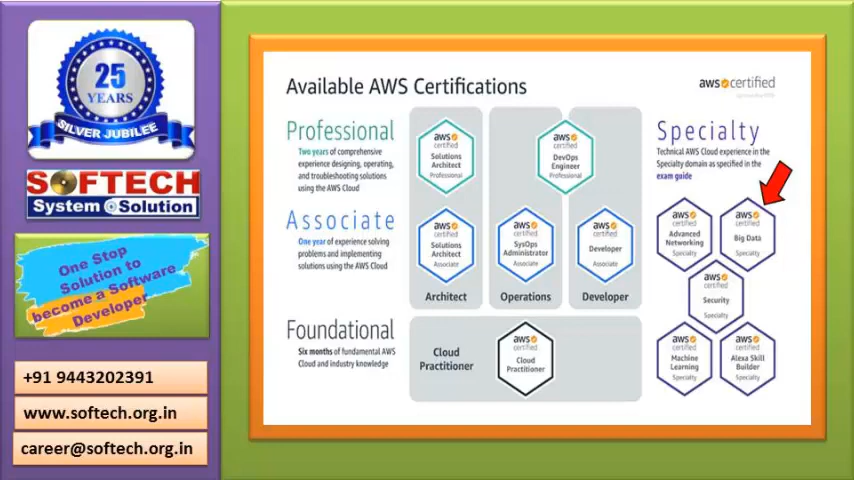 25
YEARS
SILVER JUBILEE
SOFTECH
System Solution
One Stop
Solution to
become a Software
Developer
+91 9443202391
www.softech.org.in
career@softech.org.in
Available AWS Certifications
aws certified
Professional
Two years of comprehensive
experience designing, operating,
and troubleshooting solutions
using the AWS Cloud
aws
certified
Solutions
Architect
Professional
aws
certified
DevOps
Engineer
Professional
Associate
One year of experience solving
problems and implementing
solutions using the AWS Cloud
aws
certified
Solutions
Architect
Associate
aws
certified
SysOps
Administrator
Associate
aws
certified
Developer
Associate
Architect
Operations
Developer
Foundational
Six months of fundamental AWS
Cloud and industry knowledge
Cloud
Practitioner
aws
certified
Cloud
Practitioner
Specialty
Technical AWS Cloud experience in the
Specialty domain as specified in the
exam guide
aws
certified
Advanced
Networking
Specialty
aws
certified
Big Data
Specialty
aws
certified
Security
Specialty
aws
certified
Machine
Learning
Specialty
aws
certified
Alexa Skill
Builder
Specialty